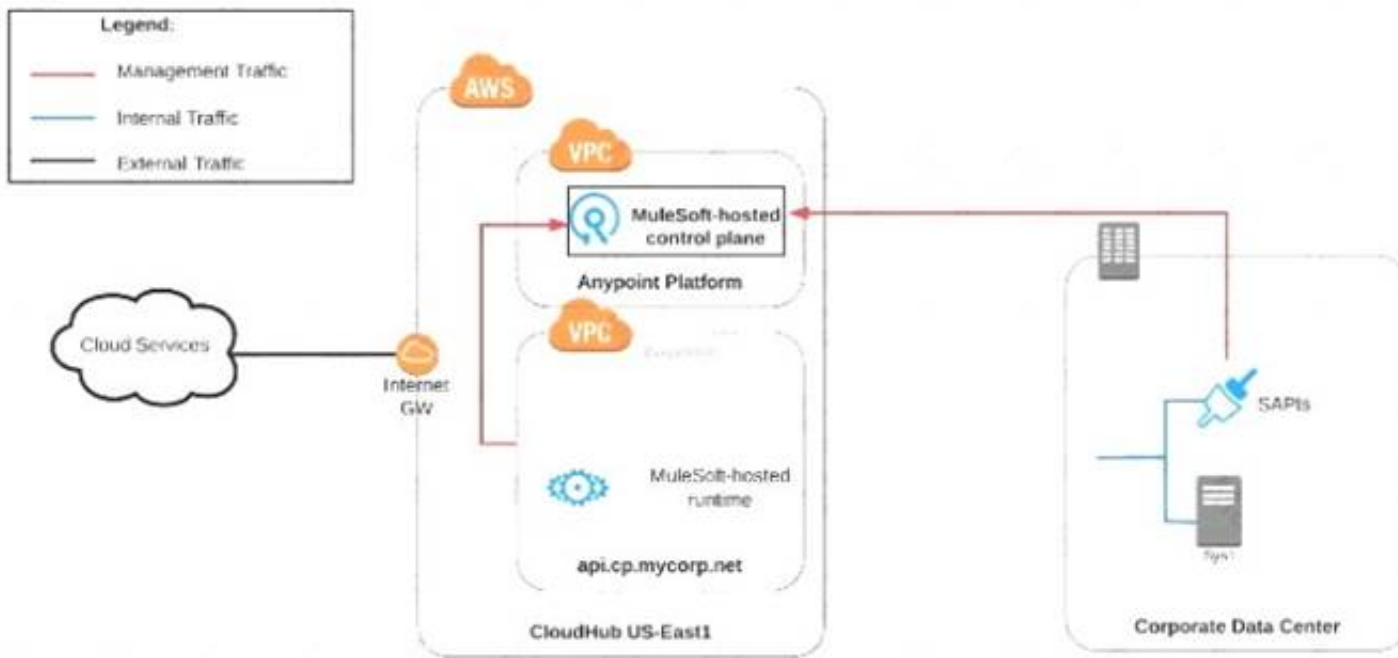 Legend:
Management Traffic
Internal Traffic
External Traffic
AWS
VPC
MuleSoft-hosted
control plane
Anypoint Platform
Cloud Services
Internet
GW
VPC
MuleSoft-hosted
runtime
api.cp.mycorp.net
CloudHub US-East1
SAPIs
Sys1
Corporate Data Center